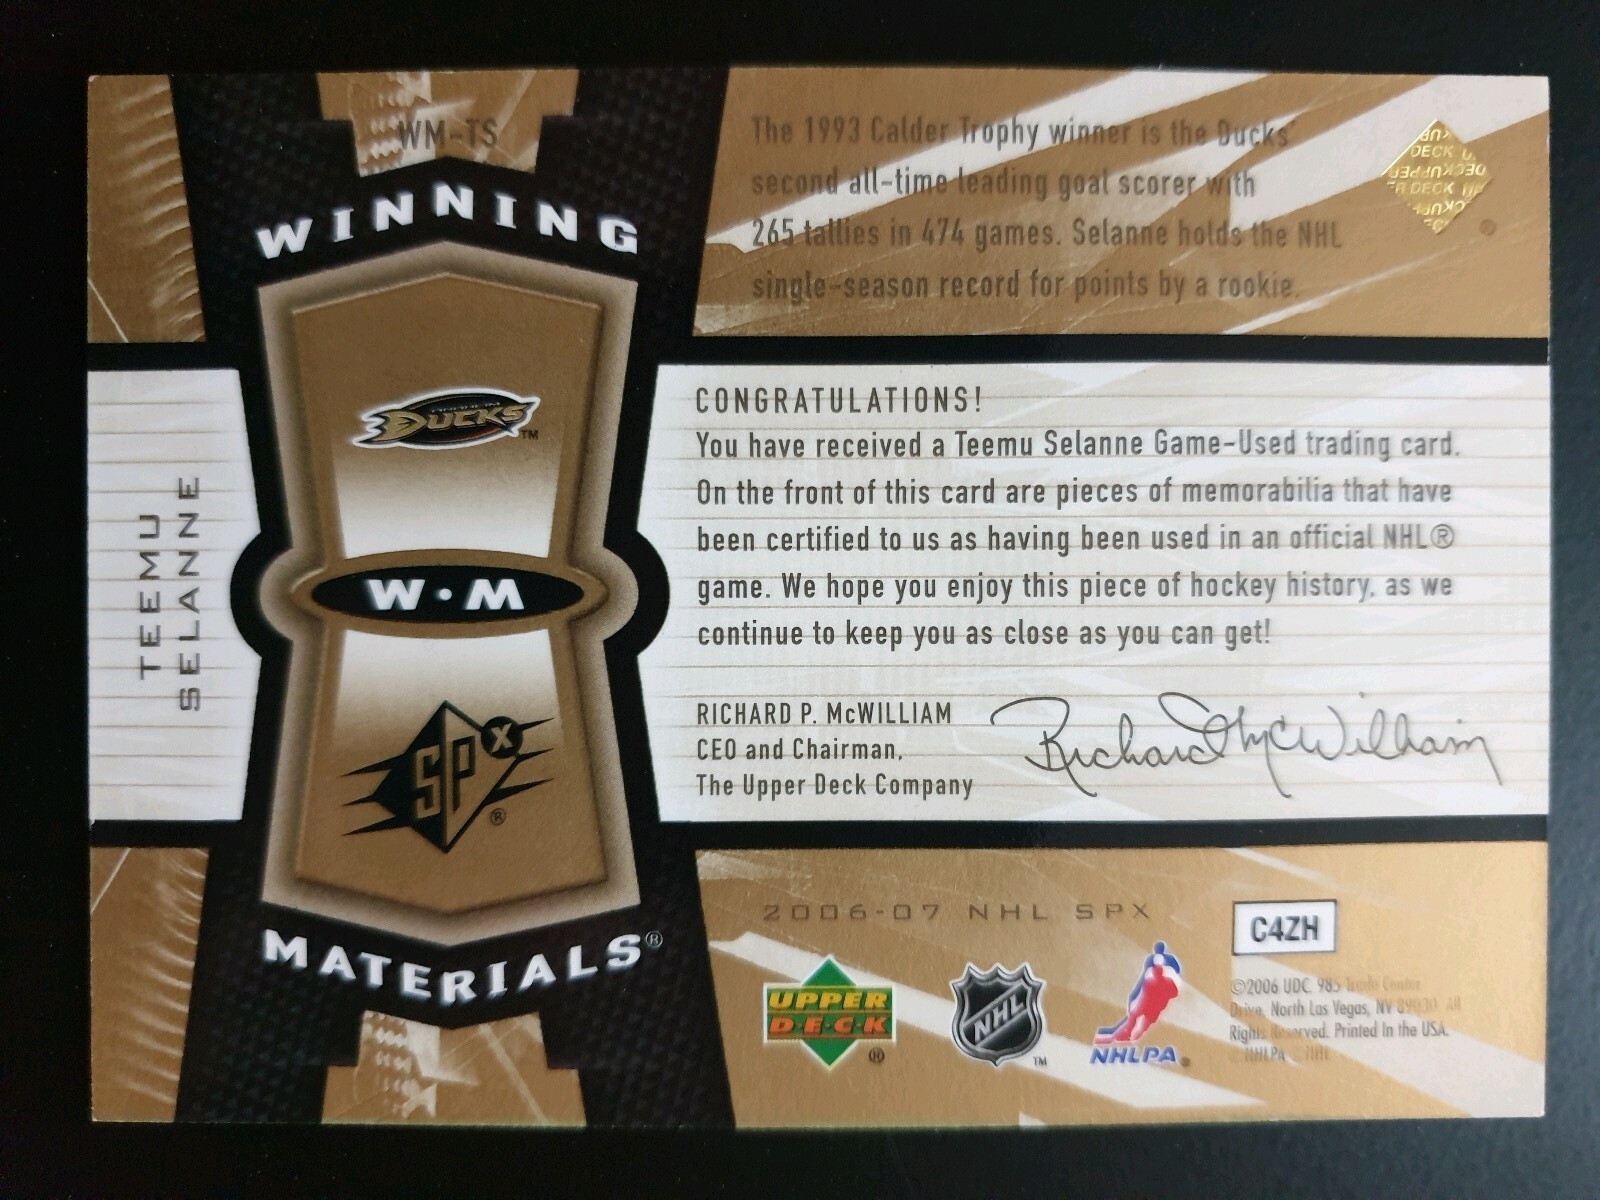 WM-TS
WINNING
DUCKS™
W·M
SPx®
MATERIALS®
TEEMU
SELANNE
The 1993 Calder Trophy winner is the Ducks'
second all-time leading goal scorer with
265 tallies in 474 games. Selanne holds the NHL
single-season record for points by a rookie.
DECK
®
CONGRATULATIONS!
You have received a Teemu Selanne Game-Used trading card.
On the front of this card are pieces of memorabilia that have
been certified to us as having been used in an official NHL®
game. We hope you enjoy this piece of hockey history, as we
continue to keep you as close as you can get!
RICHARD P. McWILLIAM
CEO and Chairman,
The Upper Deck Company
Richard McWilliam
2006-07 NHL SPX
C4ZH
UPPER
DECK
®
NHL
™
NHLPA®
©2006 UDC. 985 Trade Center
Drive, North Las Vegas, NV 89030. All
Rights Reserved. Printed In the USA.
NHLPA